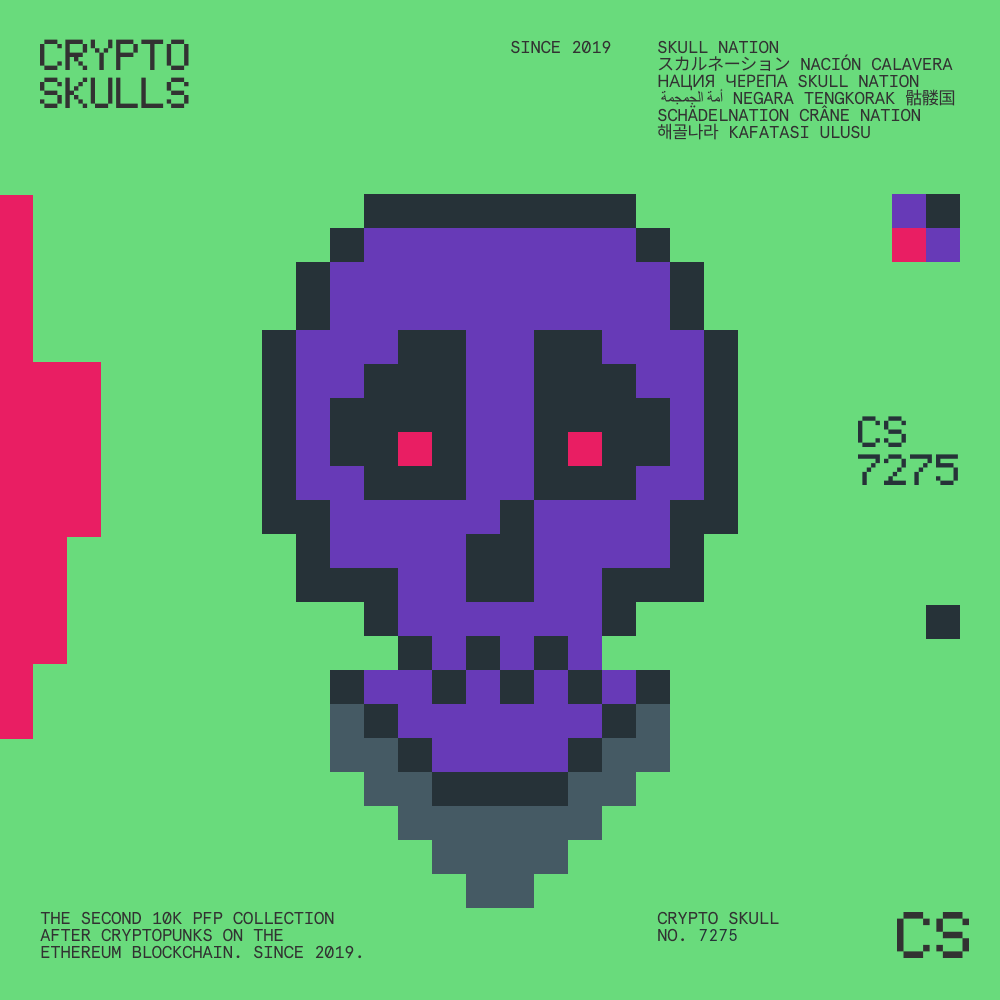 CRYPTO
SKULLS
SINCE 2019
SKULL NATION
スカルネーション NACIÓN CALAVERA
НАЦИЯ ЧЕРЕПА SKULL NATION
أمة الجمجمة NEGARA TENGKORAK 骷髅国
SCHÄDELNATION CRÂNE NATION
해골나라 KAFATASI ULUSU
CS
7275
THE SECOND 10K PFP COLLECTION
AFTER CRYPTOPUNKS ON THE
ETHEREUM BLOCKCHAIN. SINCE 2019.
CRYPTO SKULL
NO. 7275
CS